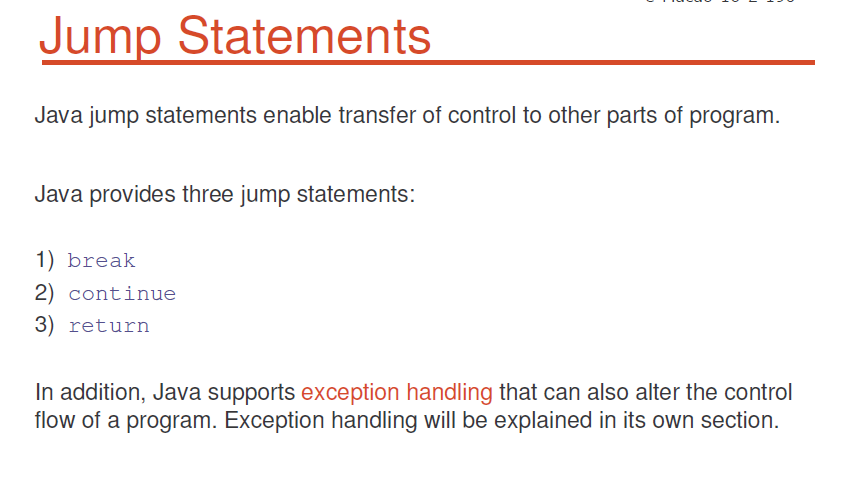 Jump Statements
Java jump statements enable transfer of control to other parts of program.
Java provides three jump statements:
1) break
2) continue
3) return
In addition, Java supports exception handling that can also alter the control
flow of a program. Exception handling will be explained in its own section.